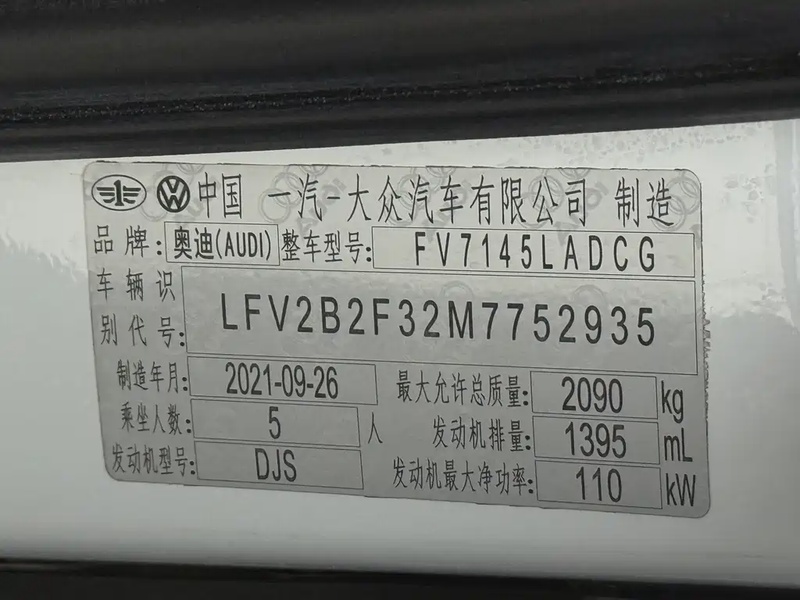 中国 一汽-大众汽车有限公司 制造
品牌: 奥迪(AUDI) 整车型号: FV7145LADCG
车辆识别代号: LFV2B2F32M7752935
制造年月: 2021-09-26 最大允许总质量: 2090 kg
乘坐人数: 5 人 发动机排量: 1395 mL
发动机型号: DJS 发动机最大净功率: 110 kW